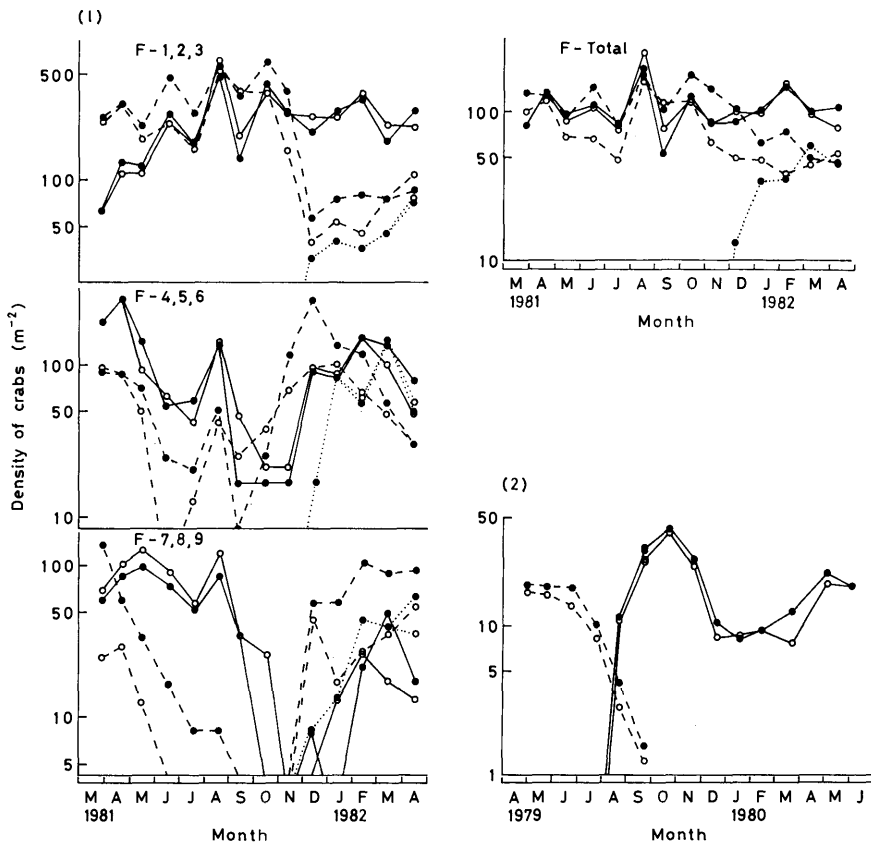 (1)
F-1,2,3
500
100
50
F-4,5,6
100
50
10
F-7,8,9
100
50
10
5
M A M J J A S O N D J F M A
1981 1982
Month
Density of crabs (m⁻²)
F-Total
100
50
10
M A M J J A S O N D J F M A
1981 1982
Month
(2)
50
10
5
1
A M J J A S O N D J F M A M J
1979 1980
Month